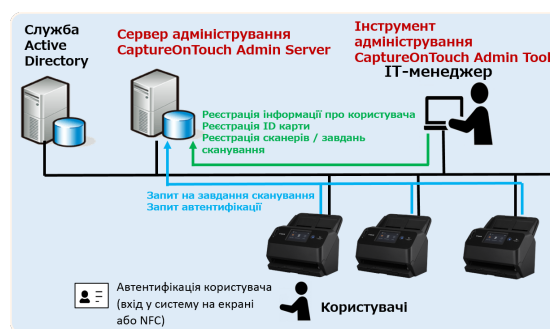 Служба
Active
Directory
Сервер адміністрування
CaptureOnTouch Admin Server
Інструмент
адміністрування
CaptureOnTouch Admin Tool
ІТ-менеджер
Реєстрація інформації про користувача
Реєстрація ID карти
Реєстрація сканерів / завдань
сканування
Запит на завдання сканування
Запит автентифікації
Автентифікація користувача
(вхід у систему на екрані
або NFC)
Користувачі